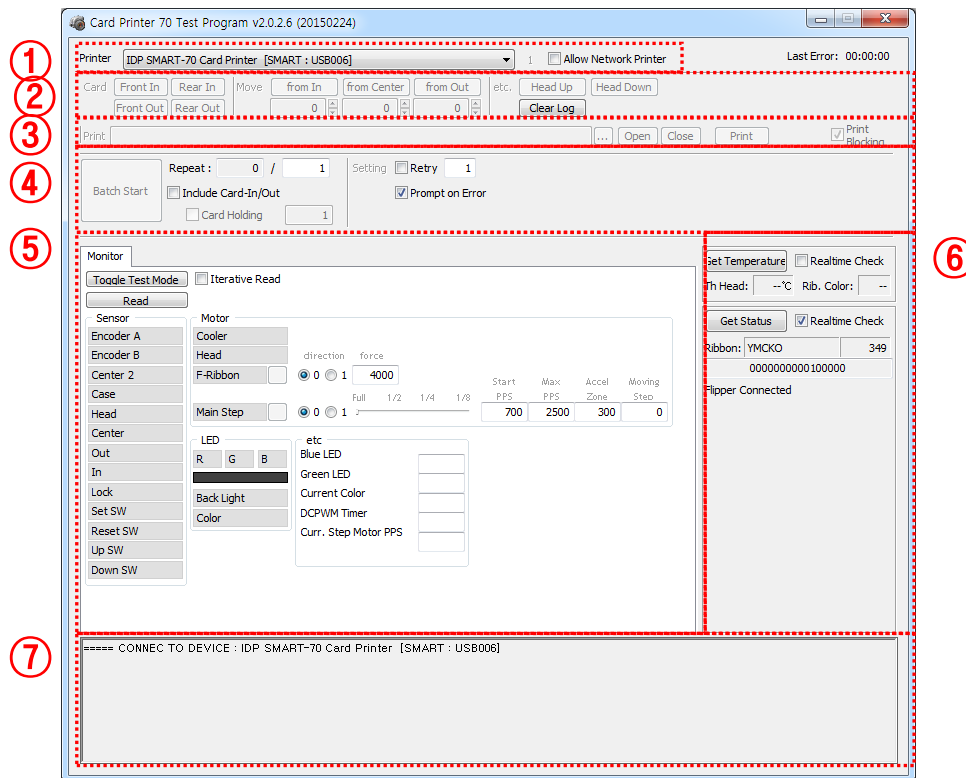 Card Printer 70 Test Program v2.0.2.6 (20150224)
① Printer IDP SMART-70 Card Printer [SMART : USB006] 1 Allow Network Printer Last Error: 00:00:00
② Card Front In Rear In Move from In from Center from Out etc. Head Up Head Down
Front Out Rear Out 0 0 0 Clear Log
③ Print ... Open Close Print Print Blocking
④ Batch Start Repeat : 0 / 1 Setting Retry 1
Include Card-In/Out Prompt on Error
Card Holding 1
⑤ Monitor
Toggle Test Mode Iterative Read
Read
Sensor
Encoder A
Encoder B
Center 2
Case
Head
Center
Out
In
Lock
Set SW
Reset SW
Up SW
Down SW
Motor
Cooler
Head direction force
F-Ribbon 0 1 4000
Full 1/2 1/4 1/8 Start PPS Max PPS Accel Zone Moving Step
Main Step 0 1 700 2500 300 0
LED
R G B
Back Light
Color
etc
Blue LED
Green LED
Current Color
DCPWM Timer
Curr. Step Motor PPS
⑥ Get Temperature Realtime Check
Th Head: --℃ Rib. Color: --
Get Status Realtime Check
Ribbon: YMCKO 349
0000000000100000
Flipper Connected
⑦ ===== CONNEC TO DEVICE : IDP SMART-70 Card Printer [SMART : USB006]